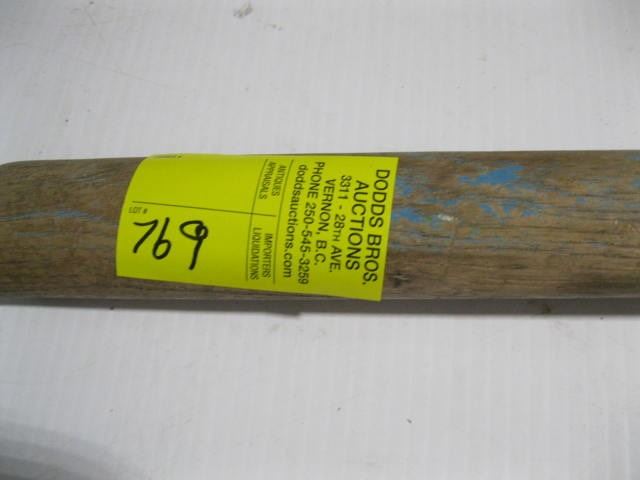 DODDS BROS.
AUCTIONS
3311 - 28TH AVE.
VERNON, B.C.
PHONE 250-545-3259
doddsauctions.com
ANTIQUES
APPRAISALS
IMPORTERS
LIQUIDATIONS
LOT #
769